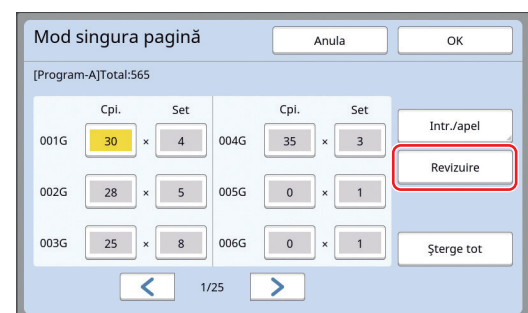 Mod singura pagină Anula OK
[Program-A]Total:565
Cpi. Set Cpi. Set
001G 30 × 4 004G 35 × 3 Intr./apel
Revizuire
002G 28 × 5 005G 0 × 1
003G 25 × 8 006G 0 × 1 Șterge tot
1/25